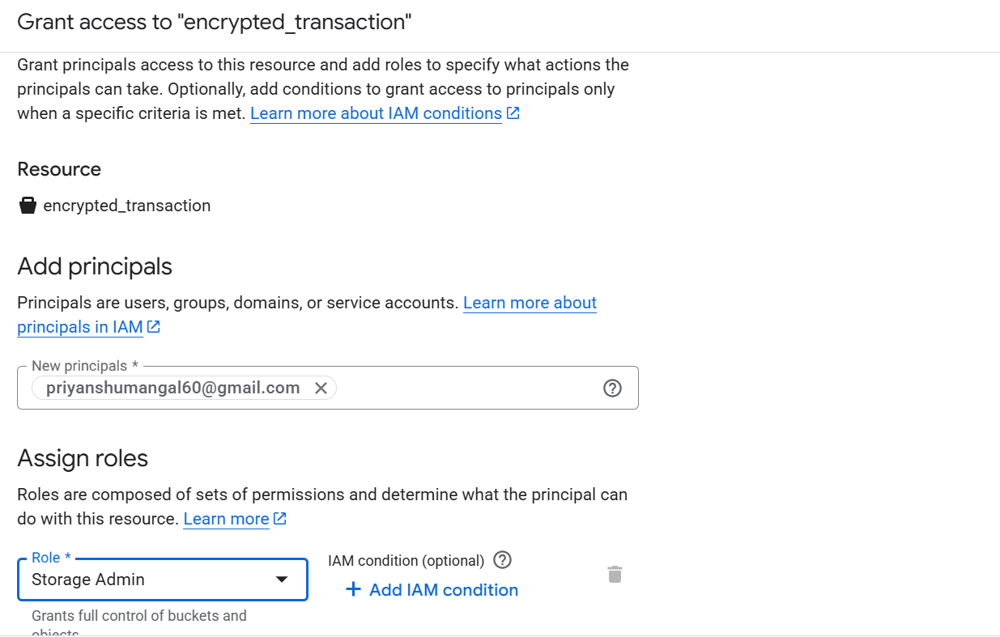 Grant access to "encrypted_transaction"
Grant principals access to this resource and add roles to specify what actions the
principals can take. Optionally, add conditions to grant access to principals only
when a specific criteria is met. Learn more about IAM conditions
Resource
encrypted_transaction
Add principals
Principals are users, groups, domains, or service accounts. Learn more about
principals in IAM
New principals *
priyanshumangal60@gmail.com
Assign roles
Roles are composed of sets of permissions and determine what the principal can
do with this resource. Learn more
Role *
Storage Admin
IAM condition (optional)
+ Add IAM condition
Grants full control of buckets and
objects